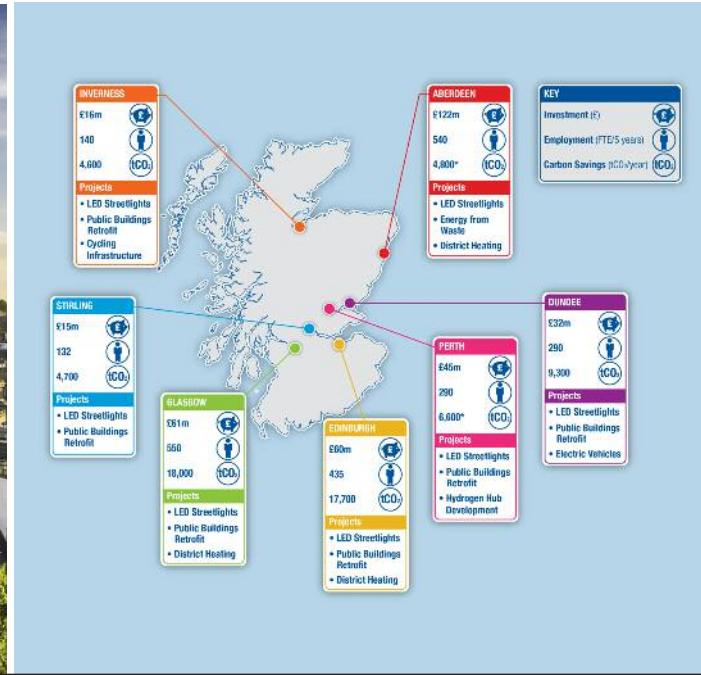 INVERNESS
£16m
140
4,600 tCO₂
Projects
• LED Streetlights
• Public Buildings
Retrofit
• Cycling
Infrastructure
ABERDEEN
£122m
540
4,800* tCO₂
Projects
• LED Streetlights
• Energy from
Waste
• District Heating
KEY
Investment (£)
Employment (FTE/5 years)
Carbon Savings (tCO₂/year) tCO₂
STIRLING
£15m
132
4,700 tCO₂
Projects
• LED Streetlights
• Public Buildings
Retrofit
GLASGOW
£61m
550
18,000 tCO₂
Projects
• LED Streetlights
• Public Buildings
Retrofit
• District Heating
EDINBURGH
£60m
435
17,700 tCO₂
Projects
• LED Streetlights
• Public Buildings
Retrofit
• District Heating
PERTH
£45m
290
6,600* tCO₂
Projects
• LED Streetlights
• Public Buildings
Retrofit
• Hydrogen Hub
Development
DUNDEE
£32m
290
9,300 tCO₂
Projects
• LED Streetlights
• Public Buildings
Retrofit
• Electric Vehicles